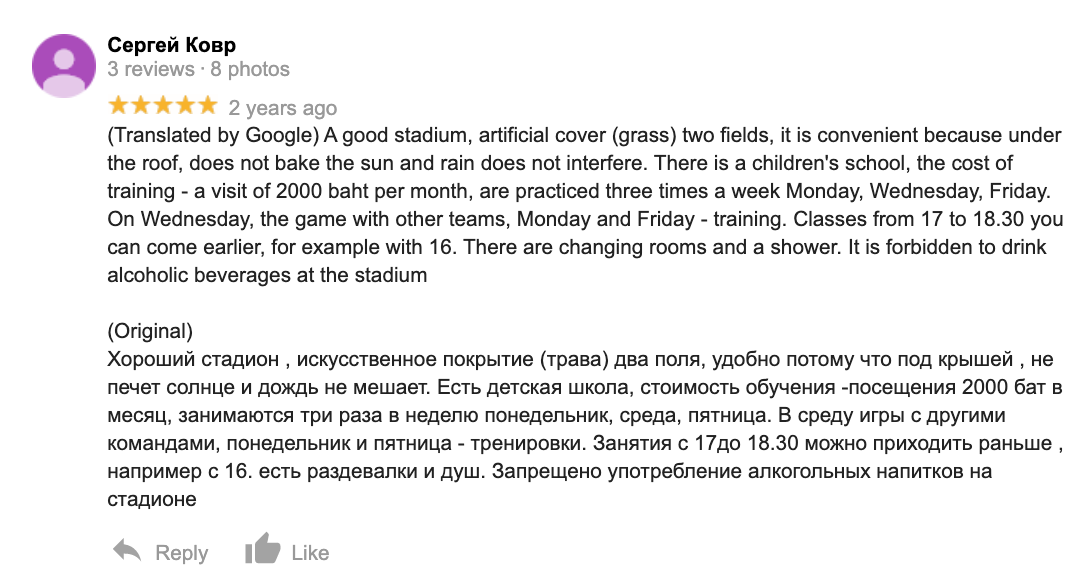 Сергей Ковр
3 reviews · 8 photos
2 years ago
(Translated by Google) A good stadium, artificial cover (grass) two fields, it is convenient because under
the roof, does not bake the sun and rain does not interfere. There is a children's school, the cost of
training - a visit of 2000 baht per month, are practiced three times a week Monday, Wednesday, Friday.
On Wednesday, the game with other teams, Monday and Friday - training. Classes from 17 to 18.30 you
can come earlier, for example with 16. There are changing rooms and a shower. It is forbidden to drink
alcoholic beverages at the stadium
(Original)
Хороший стадион , искусственное покрытие (трава) два поля, удобно потому что под крышей , не
печет солнце и дождь не мешает. Есть детская школа, стоимость обучения -посещения 2000 бат в
месяц, занимаются три раза в неделю понедельник, среда, пятница. В среду игры с другими
командами, понедельник и пятница - тренировки. Занятия с 17до 18.30 можно приходить раньше ,
например с 16. есть раздевалки и душ. Запрещено употребление алкогольных напитков на
стадионе
Reply Like